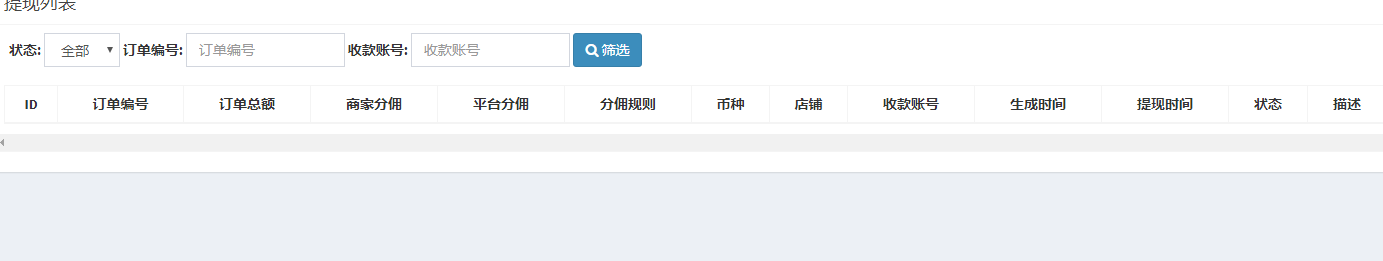 提现列表
状态: 全部 订单编号: 订单编号 收款账号: 收款账号 筛选
ID 订单编号 订单总额 商家分佣 平台分佣 分佣规则 币种 店铺 收款账号 生成时间 提现时间 状态 描述